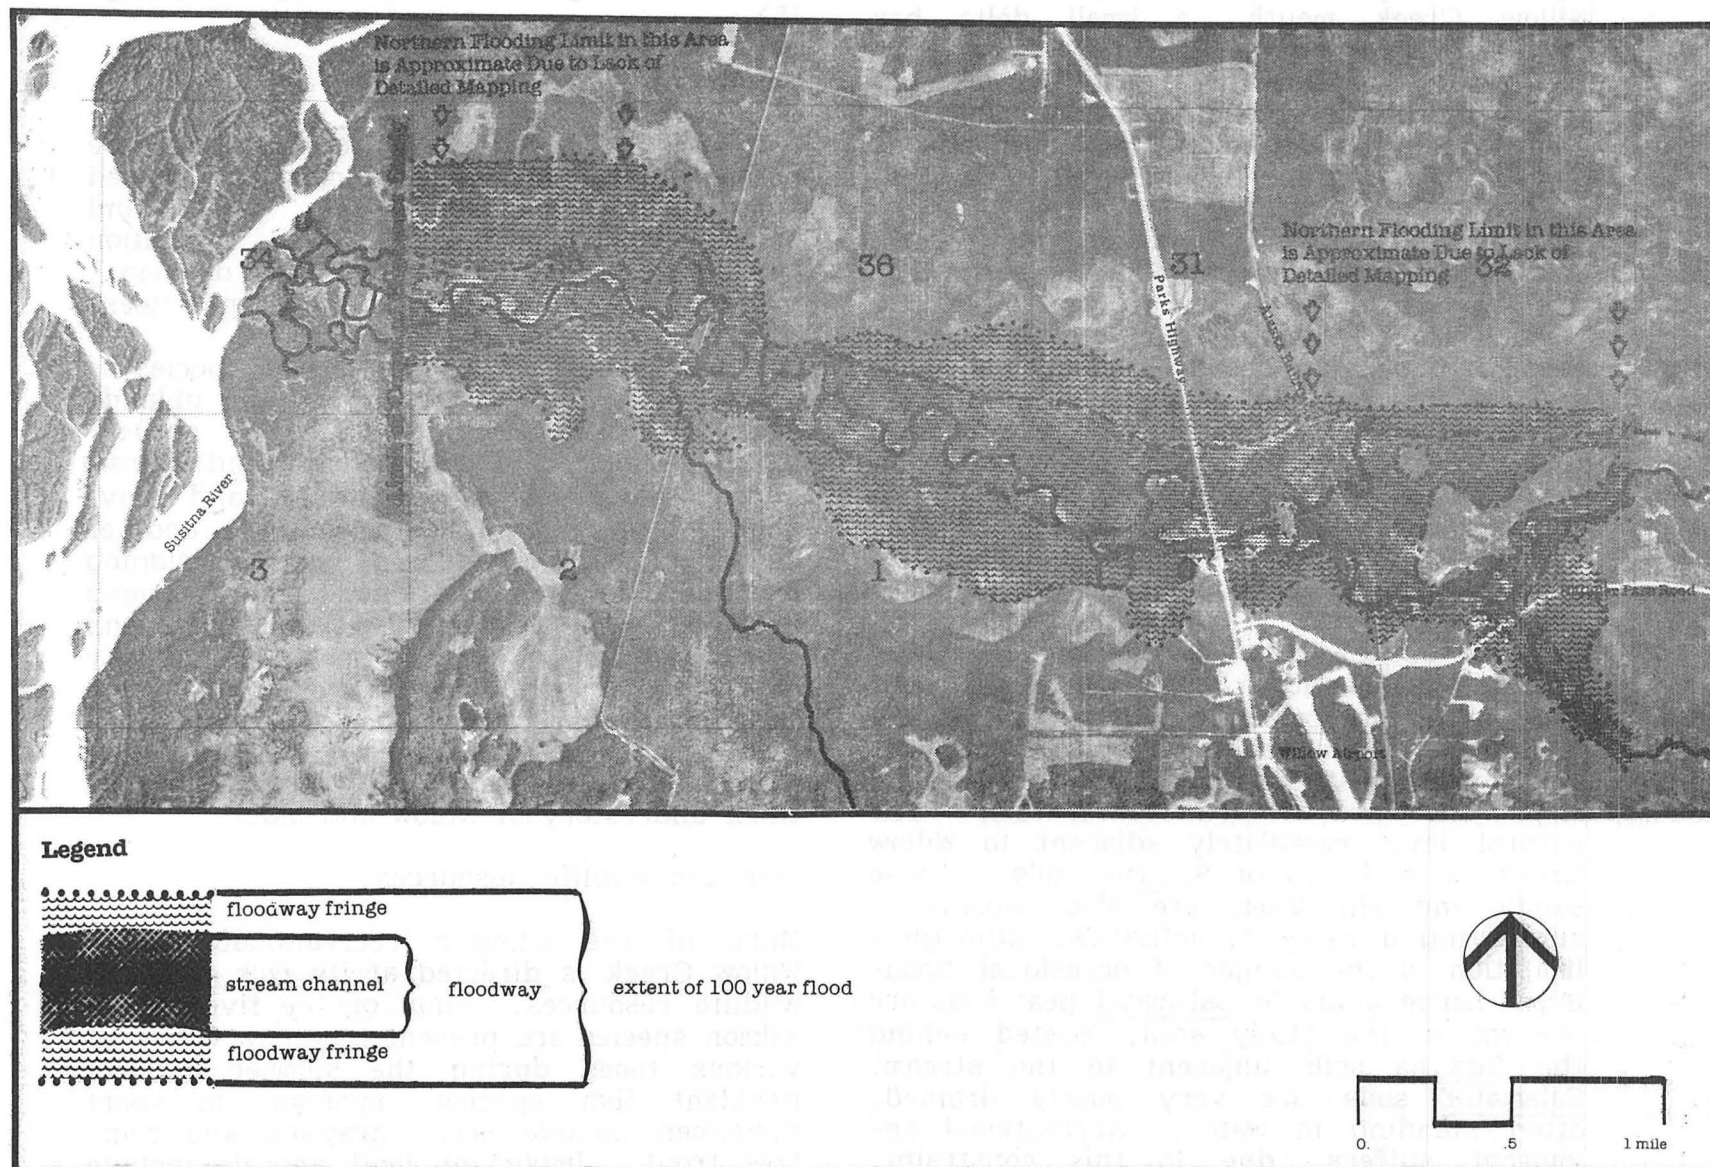 Northern Flooding Limit in this Area
is Approximate Due to Lack of
Detailed Mapping
34
36
31
Northern Flooding Limit in this Area
is Approximate Due to Lack of
Detailed Mapping
32
Parks Highway
Susitna River
3
2
1
Willow Airport
Legend
floodway fringe
stream channel
floodway
extent of 100 year flood
floodway fringe
0.
.5
1 mile